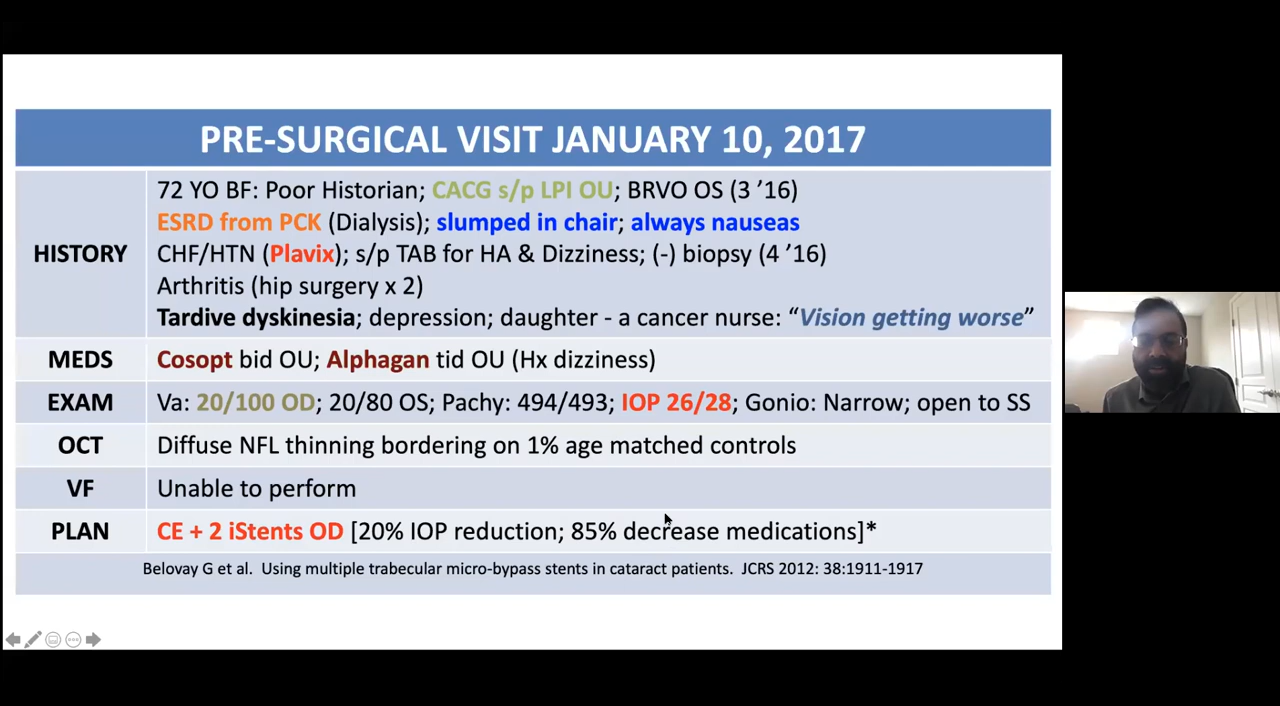 PRE-SURGICAL VISIT JANUARY 10, 2017
HISTORY
72 YO BF: Poor Historian; CACG s/p LPI OU; BRVO OS (3 ’16)
ESRD from PCK (Dialysis); slumped in chair; always nauseas
CHF/HTN (Plavix); s/p TAB for HA & Dizziness; (-) biopsy (4 ’16)
Arthritis (hip surgery x 2)
Tardive dyskinesia; depression; daughter - a cancer nurse: “Vision getting worse”
MEDS Cosopt bid OU; Alphagan tid OU (Hx dizziness)
EXAM Va: 20/100 OD; 20/80 OS; Pachy: 494/493; IOP 26/28; Gonio: Narrow; open to SS
OCT Diffuse NFL thinning bordering on 1% age matched controls
VF Unable to perform
PLAN CE + 2 iStents OD [20% IOP reduction; 85% decrease medications]*
Belovay G et al. Using multiple trabecular micro-bypass stents in cataract patients. JCRS 2012: 38:1911-1917